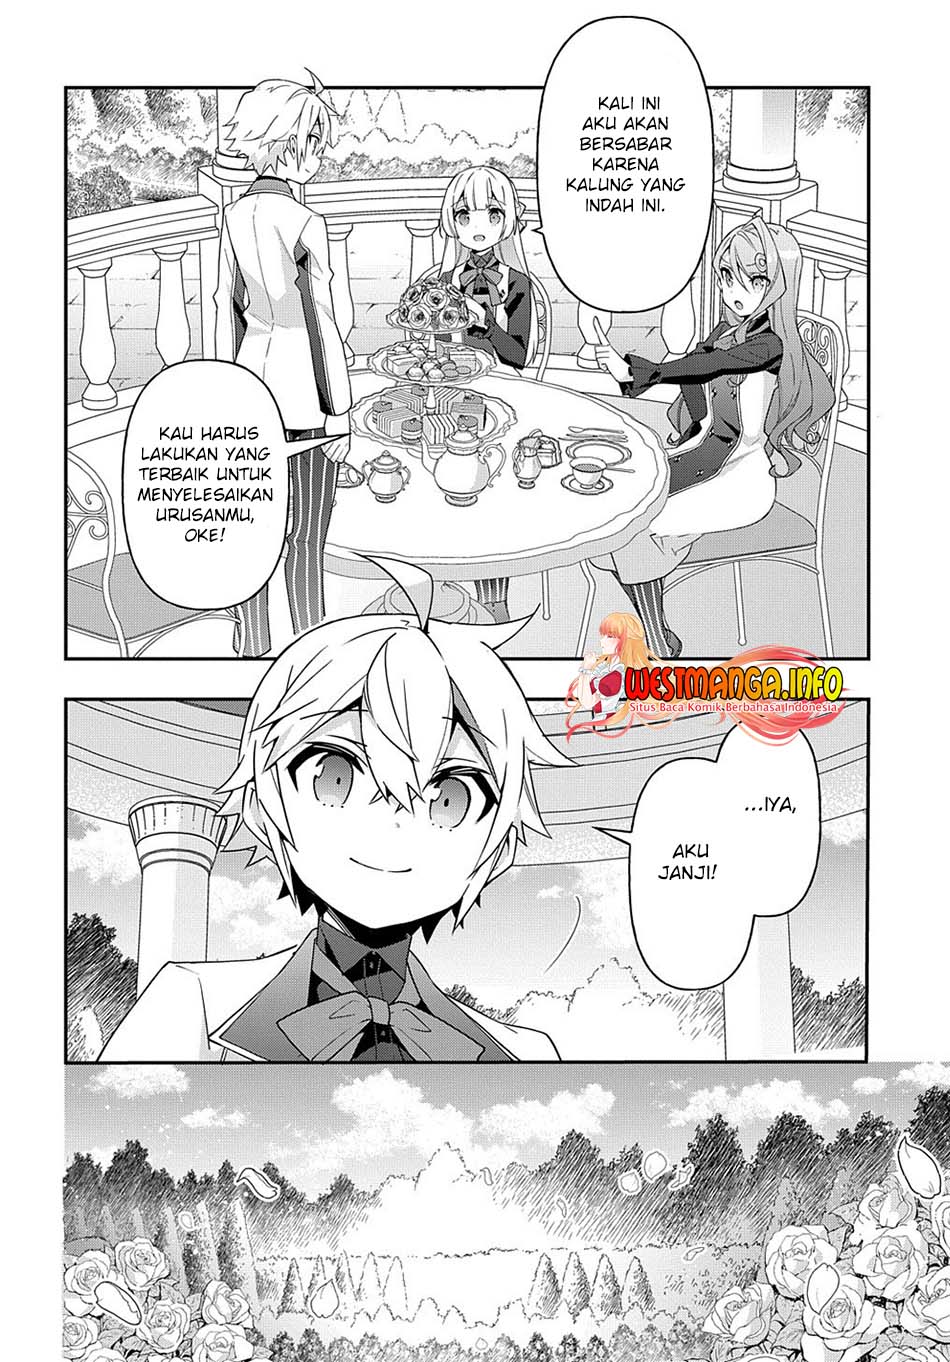 KALI INI
AKU AKAN
BERSABAR
KARENA
KALUNG YANG
INDAH INI.
KAU HARUS
LAKUKAN YANG
TERBAIK UNTUK
MENYELESAIKAN
URUSANMU,
OKE!
WESTMANGA.INFO
Situs Baca Komik Berbahasa Indonesia
...IYA,
AKU
JANJI!